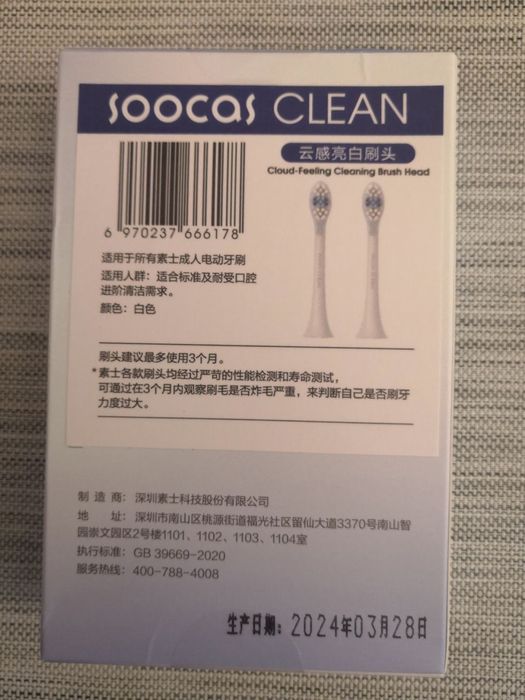 soocas CLEAN
云感亮白刷头
Cloud-Feeling Cleaning Brush Head
6 970237 666178
适用于所有素士成人电动牙刷
适用人群：适合标准及耐受口腔
进阶清洁需求。
颜色：白色
刷头建议最多使用3个月。
*素士各款刷头均经过严苛的性能检测和寿命测试，
可通过在3个月内观察刷毛是否炸毛严重，来判断自己是否刷牙
力度过大。
制 造 商：深圳素士科技股份有限公司
地 址：深圳市南山区桃源街道福光社区留仙大道3370号南山智
园崇文园区2号楼1101、1102、1103、1104室
执行标准：GB 39669-2020
服务热线：400-788-4008
生产日期：2024年03月28日